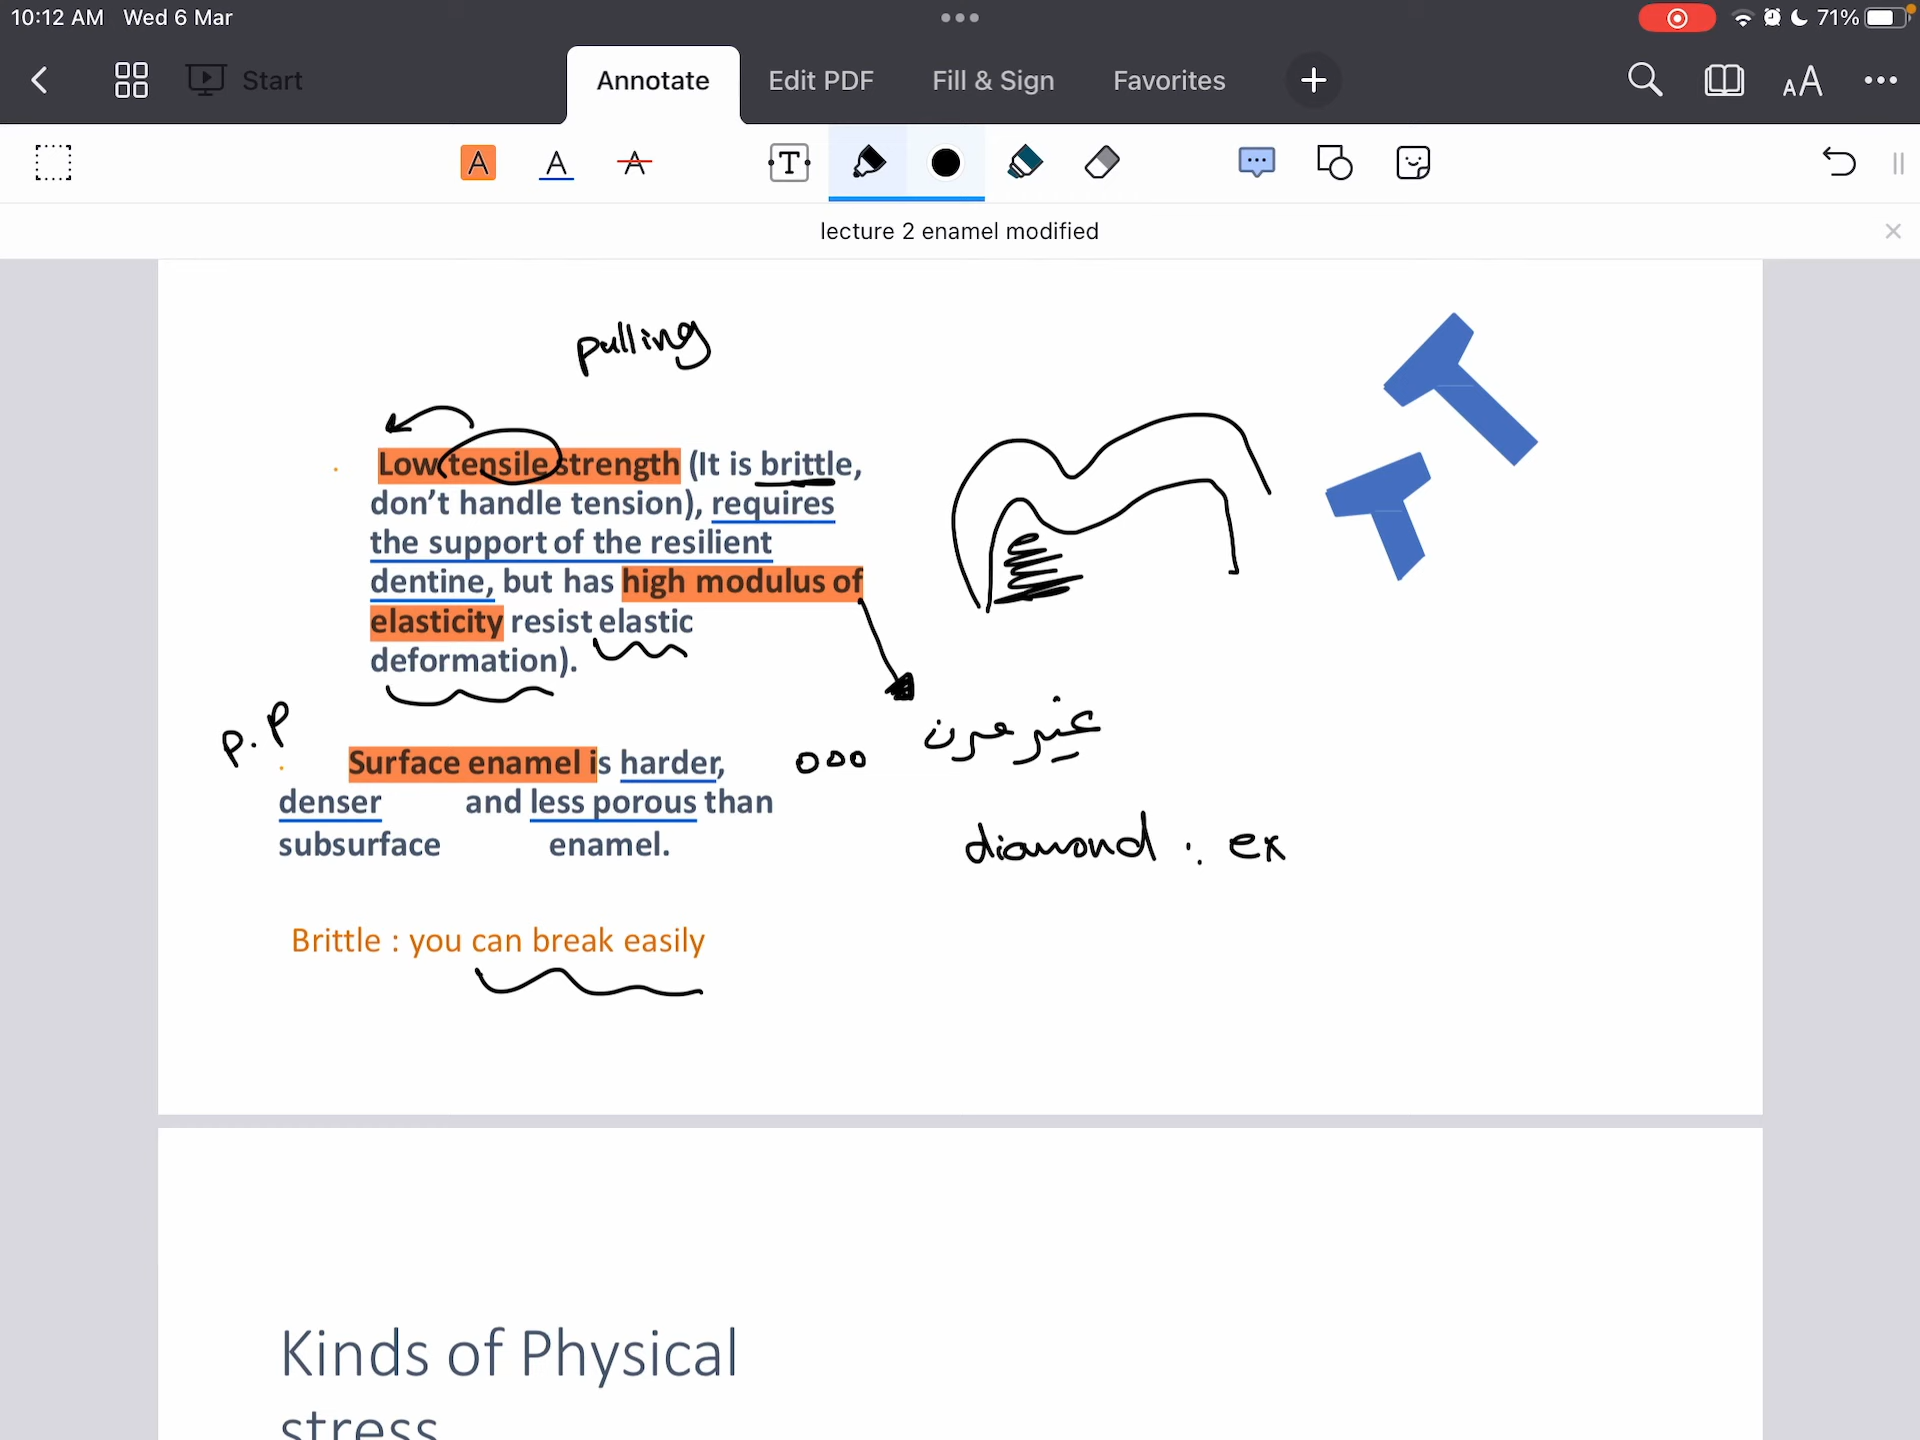 10:12 AM Wed 6 Mar
71%
Start
Annotate
Edit PDF
Fill & Sign
Favorites
AA
A A A T
lecture 2 enamel modified
pulling
Low tensile strength (It is brittle,
don’t handle tension), requires
the support of the resilient
dentine, but has high modulus of
elasticity resist elastic
deformation).
غير مرن
p.p
Surface enamel is harder,
denser and less porous than
subsurface enamel.
diamond : ex
Brittle : you can break easily
Kinds of Physical
stress